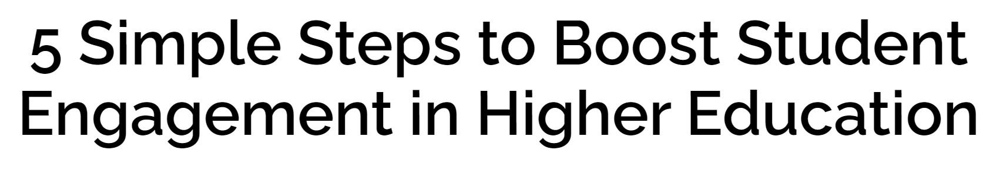 5 Simple Steps to Boost Student
Engagement in Higher Education